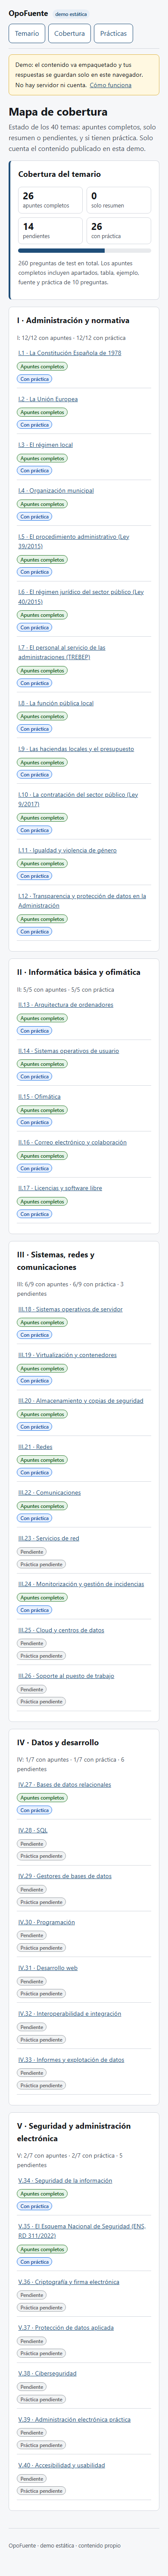 OpoFuente demo estática
Temario Cobertura Prácticas
Demo: el contenido va empaquetado y tus
respuestas se guardan solo en este navegador.
No hay servidor ni cuenta. Cómo funciona
Mapa de cobertura
Estado de los 40 temas: apuntes completos, solo
resumen o pendientes, y si tienen práctica. Solo
cuenta el contenido publicado en esta demo.
Cobertura del temario
26 0
apuntes completos solo resumen
14 26
pendientes con práctica
260 preguntas de test en total. Los apuntes
completos incluyen apartados, tabla, ejemplo,
fuente y práctica de 10 preguntas.
I · Administración y normativa
I: 12/12 con apuntes · 12/12 con práctica
I.1 · La Constitución Española de 1978
Apuntes completos
Con práctica
I.2 · La Unión Europea
Apuntes completos
Con práctica
I.3 · El régimen local
Apuntes completos
Con práctica
I.4 · Organización municipal
Apuntes completos
Con práctica
I.5 · El procedimiento administrativo (Ley
39/2015)
Apuntes completos
Con práctica
I.6 · El régimen jurídico del sector público (Ley
40/2015)
Apuntes completos
Con práctica
I.7 · El personal al servicio de las
administraciones (TREBEP)
Apuntes completos
Con práctica
I.8 · La función pública local
Apuntes completos
Con práctica
I.9 · Las haciendas locales y el presupuesto
Apuntes completos
Con práctica
I.10 · La contratación del sector público (Ley
9/2017)
Apuntes completos
Con práctica
I.11 · Igualdad y violencia de género
Apuntes completos
Con práctica
I.12 · Transparencia y protección de datos en la
Administración
Apuntes completos
Con práctica
II · Informática básica y ofimática
II: 5/5 con apuntes · 5/5 con práctica
II.13 · Arquitectura de ordenadores
Apuntes completos
Con práctica
II.14 · Sistemas operativos de usuario
Apuntes completos
Con práctica
II.15 · Ofimática
Apuntes completos
Con práctica
II.16 · Correo electrónico y colaboración
Apuntes completos
Con práctica
II.17 · Licencias y software libre
Apuntes completos
Con práctica
III · Sistemas, redes y
comunicaciones
III: 6/9 con apuntes · 6/9 con práctica · 3
pendientes
III.18 · Sistemas operativos de servidor
Apuntes completos
Con práctica
III.19 · Virtualización y contenedores
Apuntes completos
Con práctica
III.20 · Almacenamiento y copias de seguridad
Apuntes completos
Con práctica
III.21 · Redes
Apuntes completos
Con práctica
III.22 · Comunicaciones
Apuntes completos
Con práctica
III.23 · Servicios de red
Pendiente
Práctica pendiente
III.24 · Monitorización y gestión de incidencias
Apuntes completos
Con práctica
III.25 · Cloud y centros de datos
Pendiente
Práctica pendiente
III.26 · Soporte al puesto de trabajo
Pendiente
Práctica pendiente
IV · Datos y desarrollo
IV: 1/7 con apuntes · 1/7 con práctica · 6
pendientes
IV.27 · Bases de datos relacionales
Apuntes completos
Con práctica
IV.28 · SQL
Pendiente
Práctica pendiente
IV.29 · Gestores de bases de datos
Pendiente
Práctica pendiente
IV.30 · Programación
Pendiente
Práctica pendiente
IV.31 · Desarrollo web
Pendiente
Práctica pendiente
IV.32 · Interoperabilidad e integración
Pendiente
Práctica pendiente
IV.33 · Informes y explotación de datos
Pendiente
Práctica pendiente
V · Seguridad y administración
electrónica
V: 2/7 con apuntes · 2/7 con práctica · 5
pendientes
V.34 · Seguridad de la información
Apuntes completos
Con práctica
V.35 · El Esquema Nacional de Seguridad (ENS,
RD 311/2022)
Apuntes completos
Con práctica
V.36 · Criptografía y firma electrónica
Pendiente
Práctica pendiente
V.37 · Protección de datos aplicada
Pendiente
Práctica pendiente
V.38 · Ciberseguridad
Pendiente
Práctica pendiente
V.39 · Administración electrónica práctica
Pendiente
Práctica pendiente
V.40 · Accesibilidad y usabilidad
Pendiente
Práctica pendiente
OpoFuente · demo estática · contenido propio